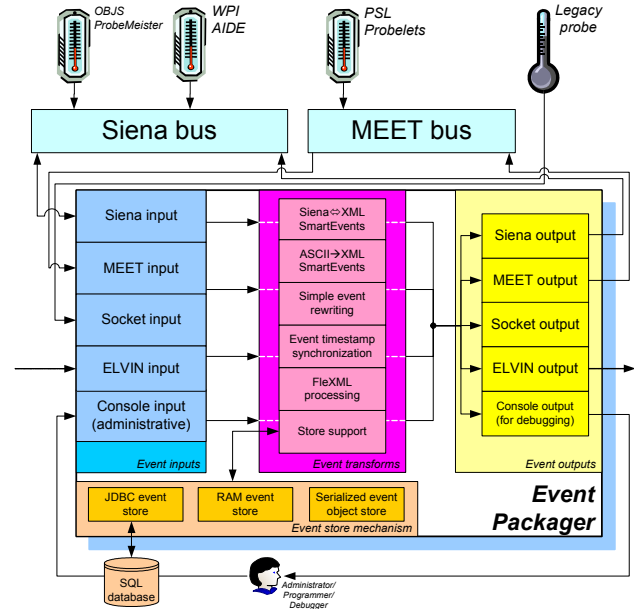 OBJS
ProbeMeister
WPI
AIDE
PSL
Probelets
Legacy
probe
Siena bus
MEET bus
Siena input
MEET input
Socket input
ELVIN input
Console input
(administrative)
Event inputs
Siena⇔XML
SmartEvents
ASCII→XML
SmartEvents
Simple event
rewriting
Event timestamp
synchronization
FleXML
processing
Store support
Event transforms
Siena output
MEET output
Socket output
ELVIN output
Console output
(for debugging)
Event outputs
JDBC event
store
RAM event
store
Serialized event
object store
Event store mechanism
Event
Packager
SQL
database
Administrator/
Programmer/
Debugger